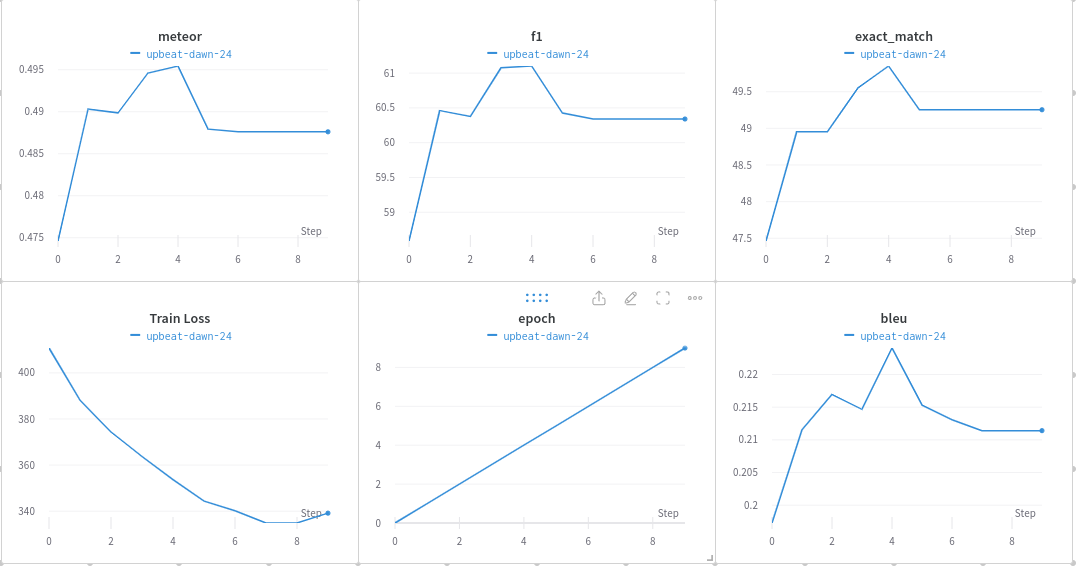 meteor
upbeat-dawn-24
0.495
0.49
0.485
0.48
0.475
Step
0 2 4 6 8
f1
upbeat-dawn-24
61
60.5
60
59.5
59
Step
0 2 4 6 8
exact_match
upbeat-dawn-24
49.5
49
48.5
48
47.5
Step
0 2 4 6 8
Train Loss
upbeat-dawn-24
400
380
360
340
Step
0 2 4 6 8
epoch
upbeat-dawn-24
8
6
4
2
0
Step
0 2 4 6 8
bleu
upbeat-dawn-24
0.22
0.215
0.21
0.205
0.2
Step
0 2 4 6 8